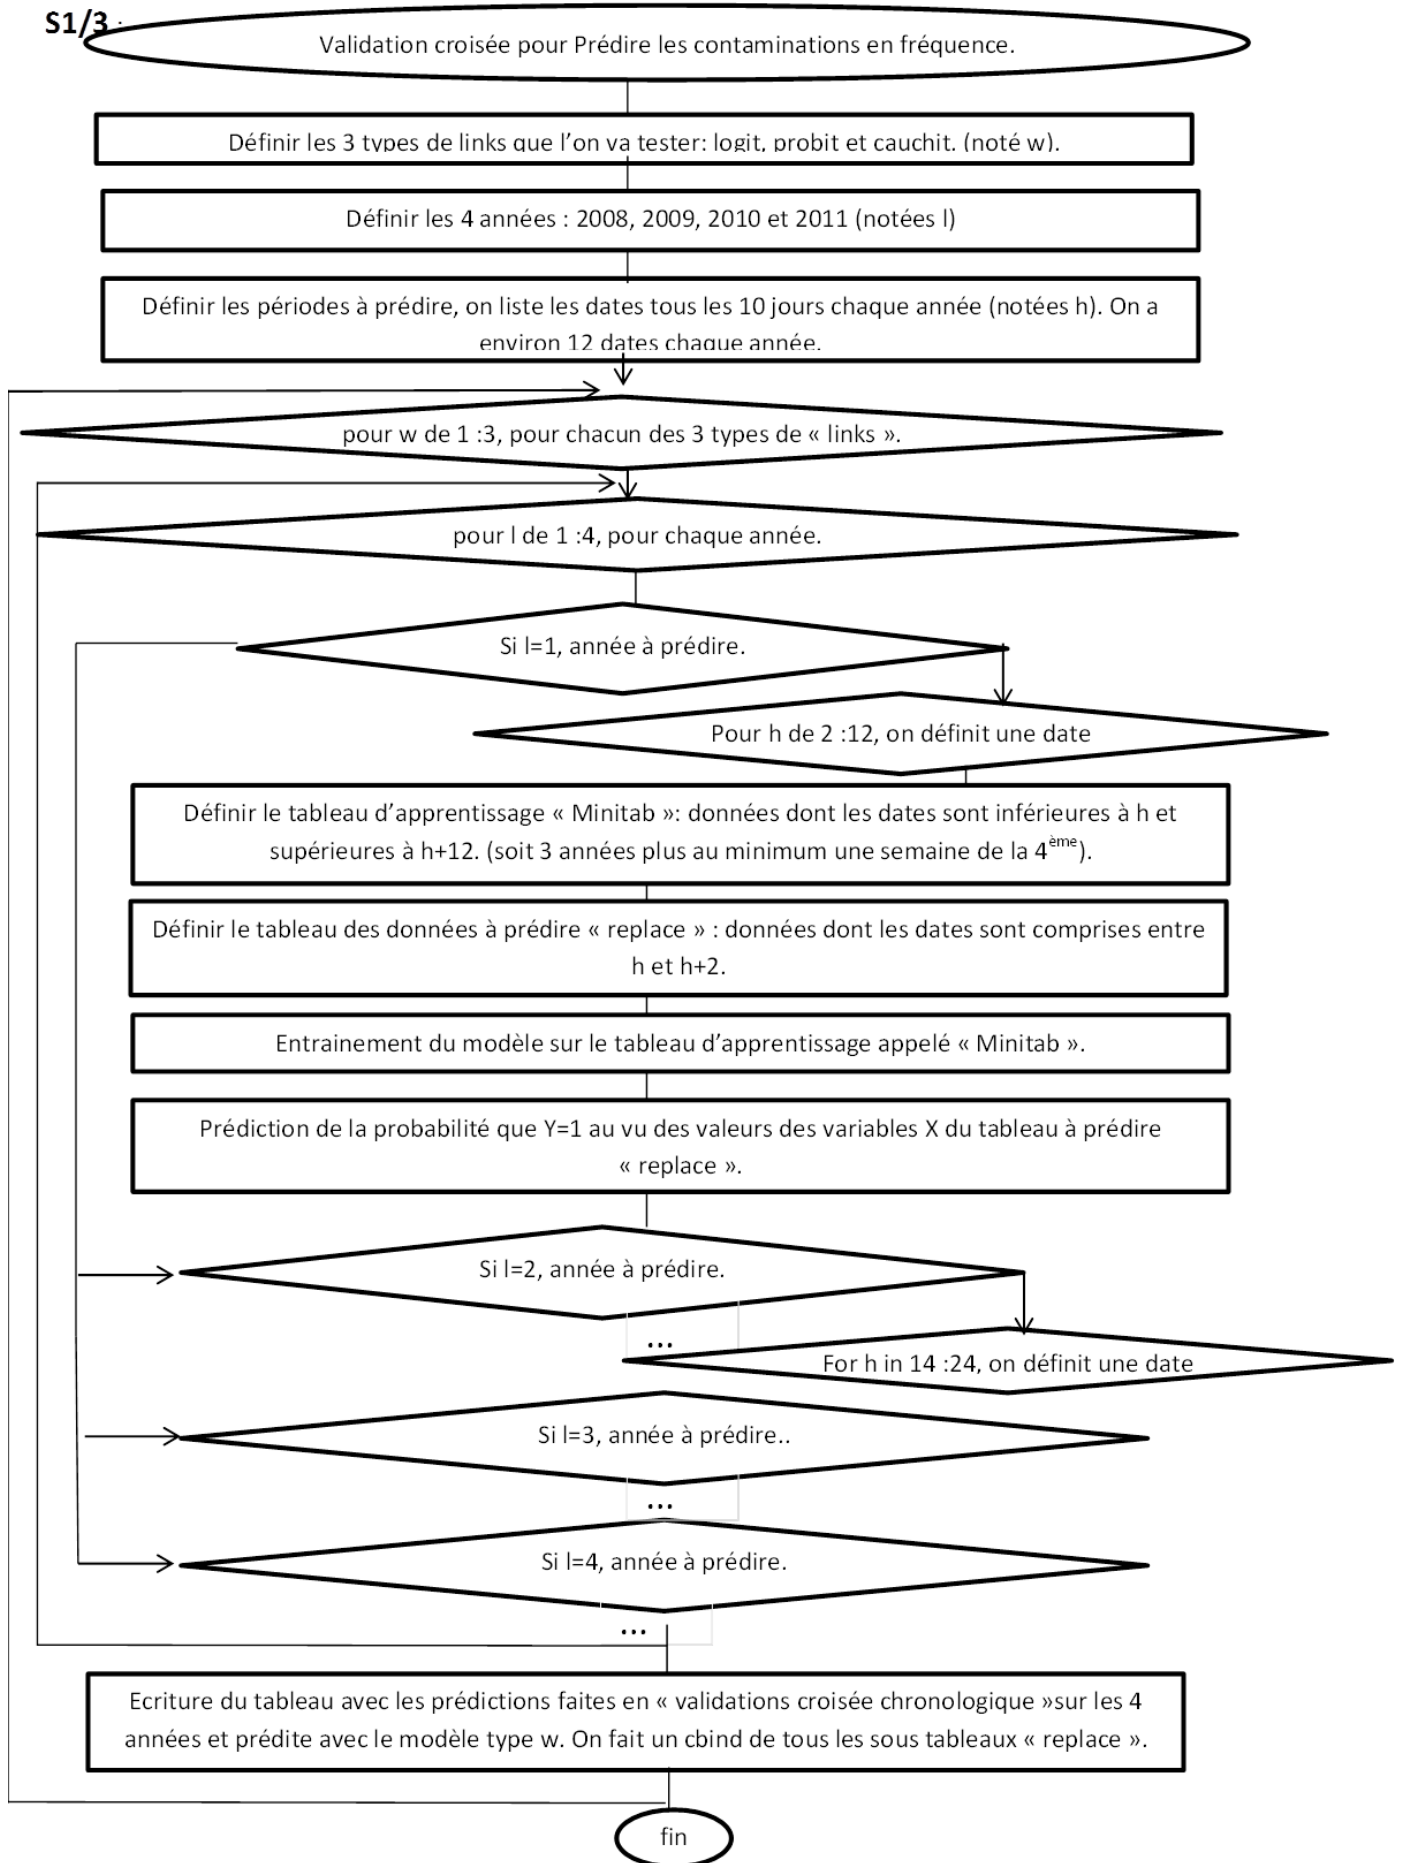 S1/3 :
Validation croisée pour Prédire les contaminations en fréquence.
Définir les 3 types de links que l’on va tester: logit, probit et cauchit. (noté w).
Définir les 4 années : 2008, 2009, 2010 et 2011 (notées l)
Définir les périodes à prédire, on liste les dates tous les 10 jours chaque année (notées h). On a
environ 12 dates chaque année.
pour w de 1 :3, pour chacun des 3 types de « links ».
pour l de 1 :4, pour chaque année.
Si l=1, année à prédire.
Pour h de 2 :12, on définit une date
Définir le tableau d’apprentissage « Minitab »: données dont les dates sont inférieures à h et
supérieures à h+12. (soit 3 années plus au minimum une semaine de la 4ème).
Définir le tableau des données à prédire « replace » : données dont les dates sont comprises entre
h et h+2.
Entrainement du modèle sur le tableau d’apprentissage appelé « Minitab ».
Prédiction de la probabilité que Y=1 au vu des valeurs des variables X du tableau à prédire
« replace ».
Si l=2, année à prédire.
...
For h in 14 :24, on définit une date
Si l=3, année à prédire..
...
Si l=4, année à prédire.
...
Ecriture du tableau avec les prédictions faites en « validations croisée chronologique »sur les 4
années et prédite avec le modèle type w. On fait un cbind de tous les sous tableaux « replace ».
fin